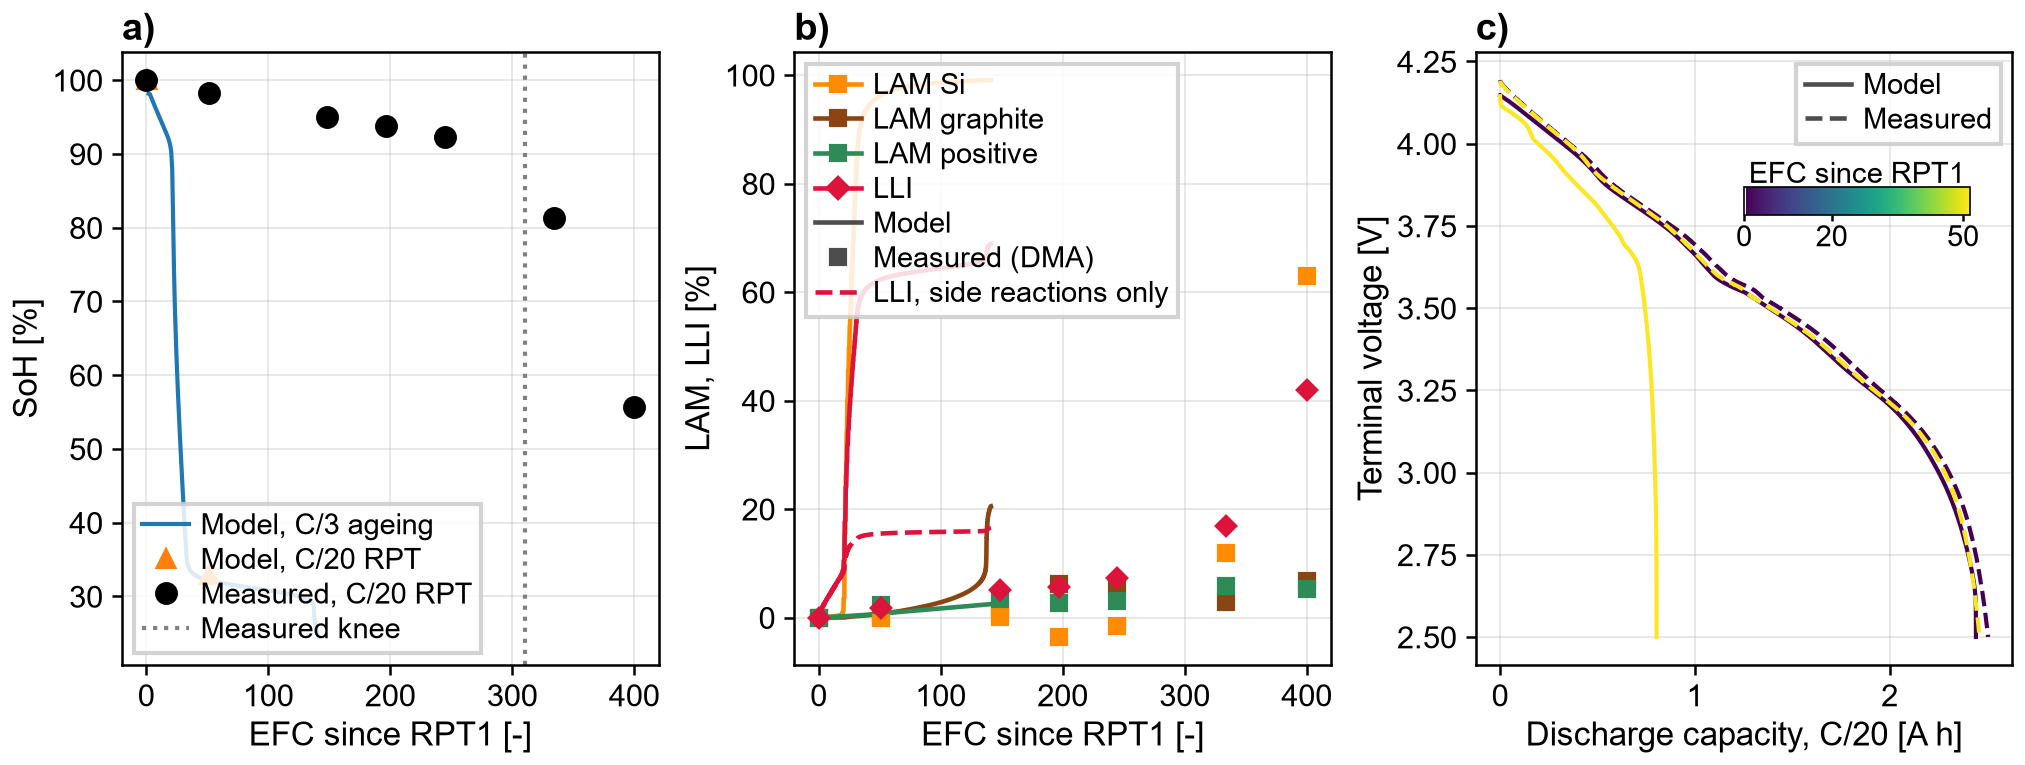 a)
100
90
80
70
60
50
40
30
SoH [%]
Model, C/3 ageing
Model, C/20 RPT
Measured, C/20 RPT
Measured knee
0
100
200
300
400
EFC since RPT1 [-]
b)
100
80
60
40
20
0
LAM, LLI [%]
LAM Si
LAM graphite
LAM positive
LLI
Model
Measured (DMA)
LLI, side reactions only
0
100
200
300
400
EFC since RPT1 [-]
c)
4.25
4.00
3.75
3.50
3.25
3.00
2.75
2.50
Terminal voltage [V]
Model
Measured
EFC since RPT1
0
20
50
0
1
2
Discharge capacity, C/20 [A h]